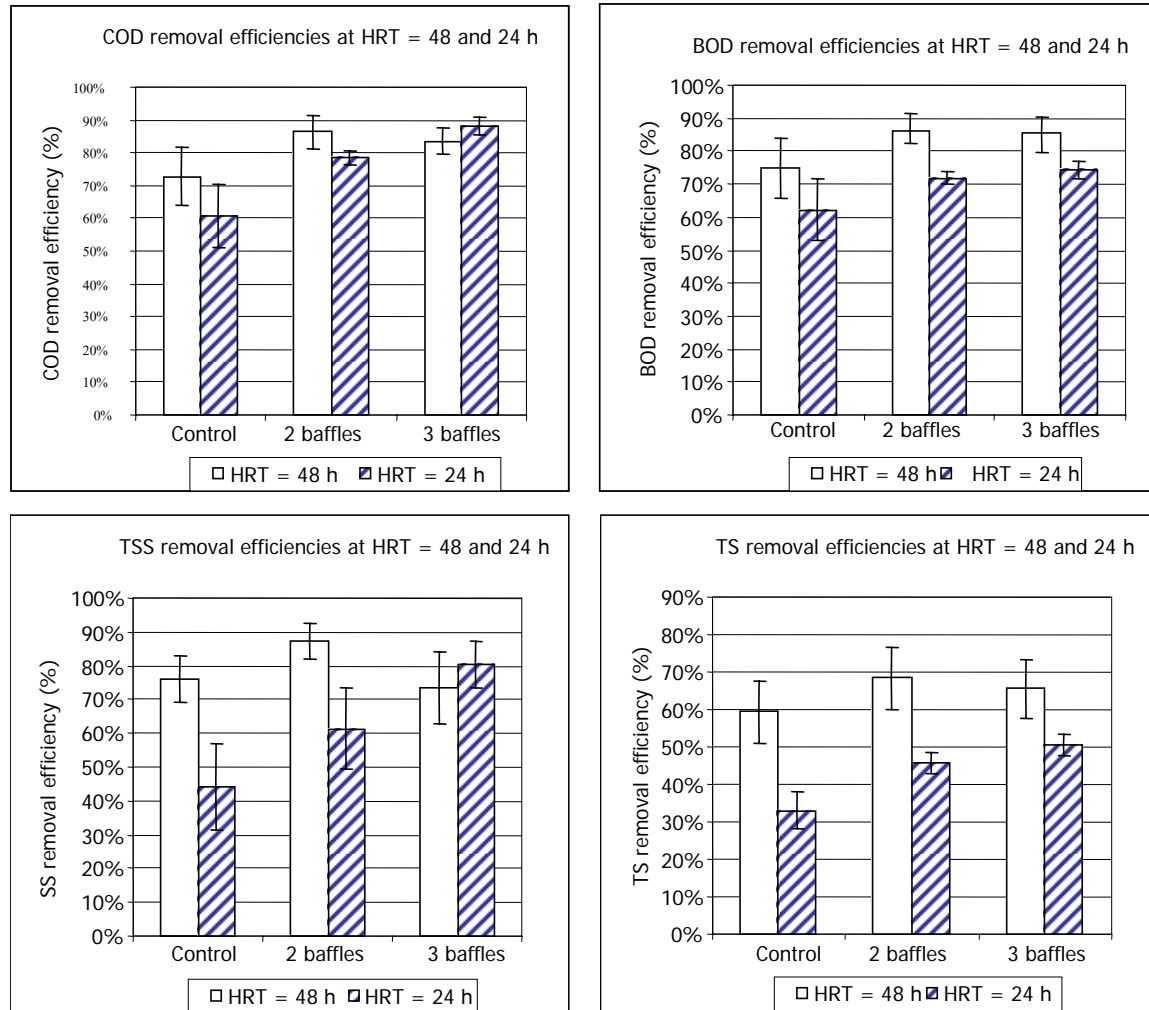 COD removal efficiencies at HRT = 48 and 24 h
COD removal efficiency (%)
100%
90%
80%
70%
60%
50%
40%
30%
20%
10%
0%
Control 2 baffles 3 baffles
HRT = 48 h HRT = 24 h
BOD removal efficiencies at HRT = 48 and 24 h
BOD removal efficiency (%)
100%
90%
80%
70%
60%
50%
40%
30%
20%
10%
0%
Control 2 baffles 3 baffles
HRT = 48 h HRT = 24 h
TSS removal efficiencies at HRT = 48 and 24 h
SS removal efficiency (%)
100%
90%
80%
70%
60%
50%
40%
30%
20%
10%
0%
Control 2 baffles 3 baffles
HRT = 48 h HRT = 24 h
TS removal efficiencies at HRT = 48 and 24 h
TS removal efficiency (%)
90%
80%
70%
60%
50%
40%
30%
20%
10%
0%
Control 2 baffles 3 baffles
HRT = 48 h HRT = 24 h